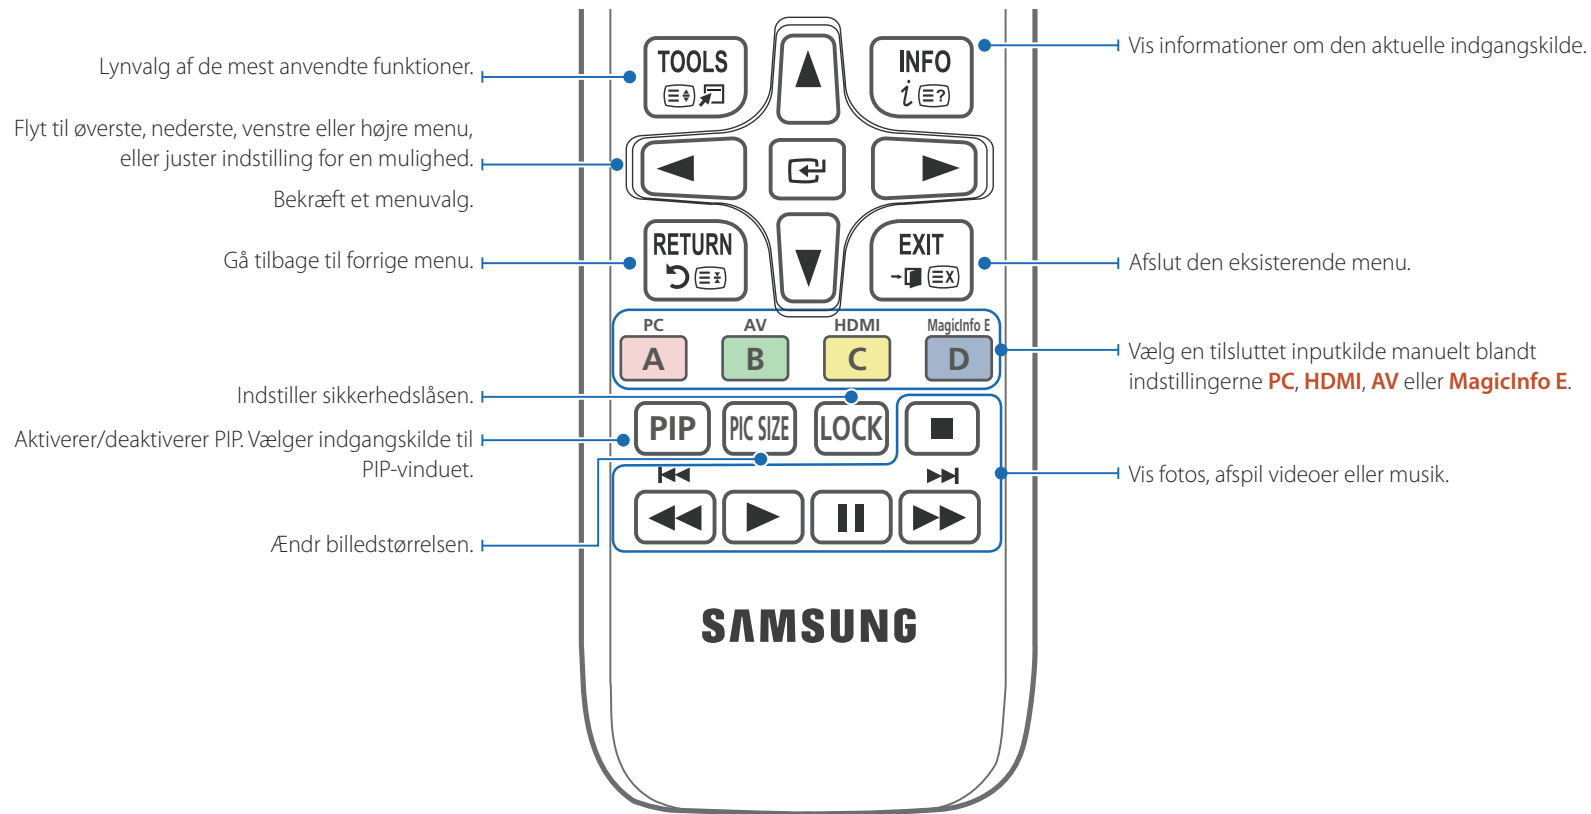 Lynvalg af de mest anvendte funktioner.
Flyt til øverste, nederste, venstre eller højre menu,
eller juster indstilling for en mulighed.
Bekræft et menuvalg.
Gå tilbage til forrige menu.
Indstiller sikkerhedslåsen.
Aktiverer/deaktiverer PIP. Vælger indgangskilde til
PIP-vinduet.
Ændr billedstørrelsen.
TOOLS
INFO
i
RETURN
EXIT
PC
AV
HDMI
MagicInfo E
A
B
C
D
PIP
PIC SIZE
LOCK
SAMSUNG
Vis informationer om den aktuelle indgangskilde.
Afslut den eksisterende menu.
Vælg en tilsluttet inputkilde manuelt blandt
indstillingerne PC, HDMI, AV eller MagicInfo E.
Vis fotos, afspil videoer eller musik.